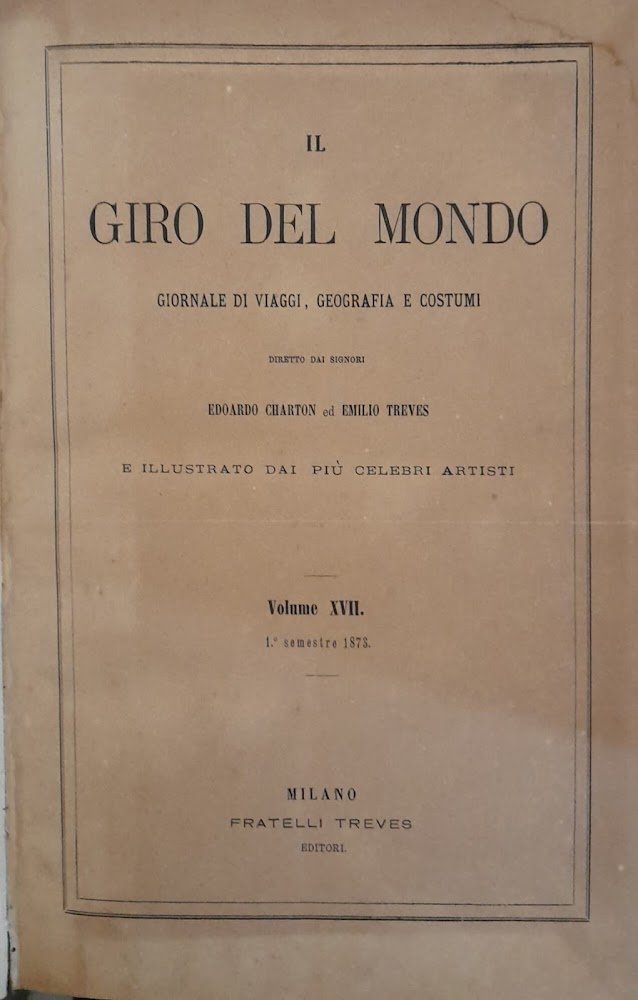 IL
GIRO DEL MONDO
GIORNALE DI VIAGGI, GEOGRAFIA E COSTUMI
DIRETTO DAI SIGNORI
EDOARDO CHARTON ed EMILIO TREVES
E ILLUSTRATO DAI PIÙ CELEBRI ARTISTI
Volume XVII.
1.° semestre 1873.
MILANO
FRATELLI TREVES
EDITORI.